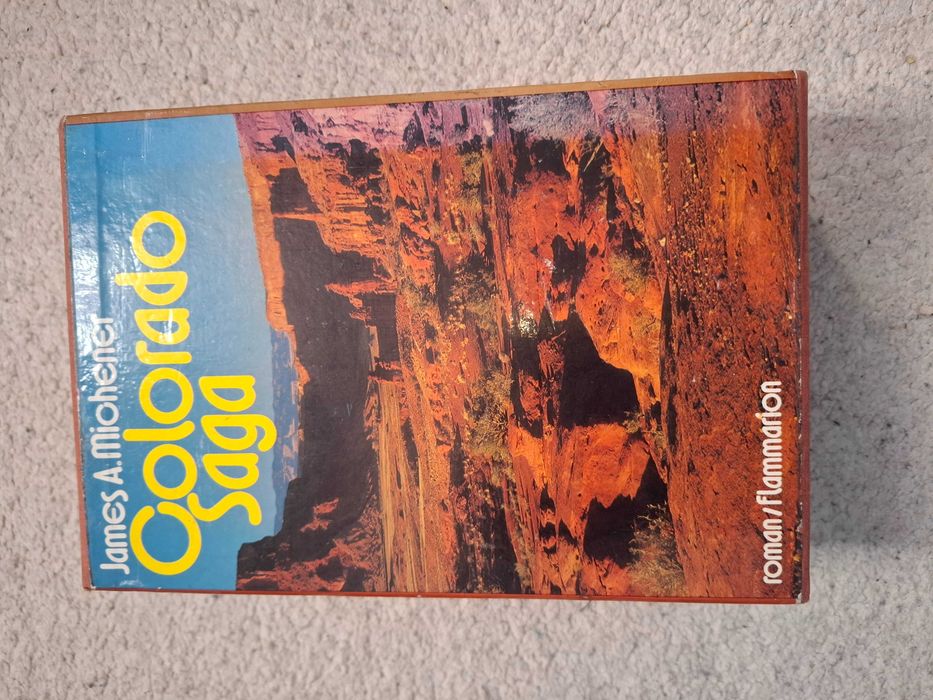 James A. Michener
Colorado
saga
roman/flammarion